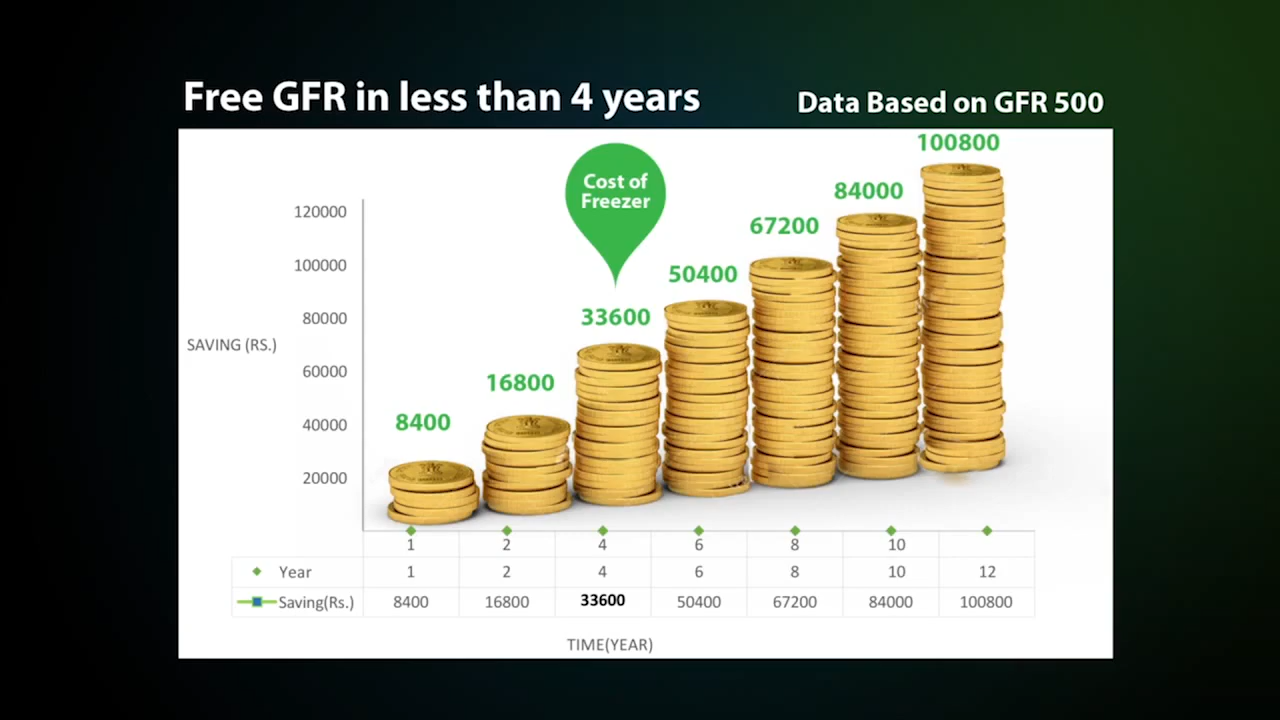 Free GFR in less than 4 years
Data Based on GFR 500
100800
Cost of
Freezer
84000
67200
50400
33600
16800
8400
120000
100000
80000
60000
40000
20000
SAVING (RS.)
1 2 4 6 8 10
Year 1 2 4 6 8 10 12
Saving(Rs.) 8400 16800 33600 50400 67200 84000 100800
TIME(YEAR)